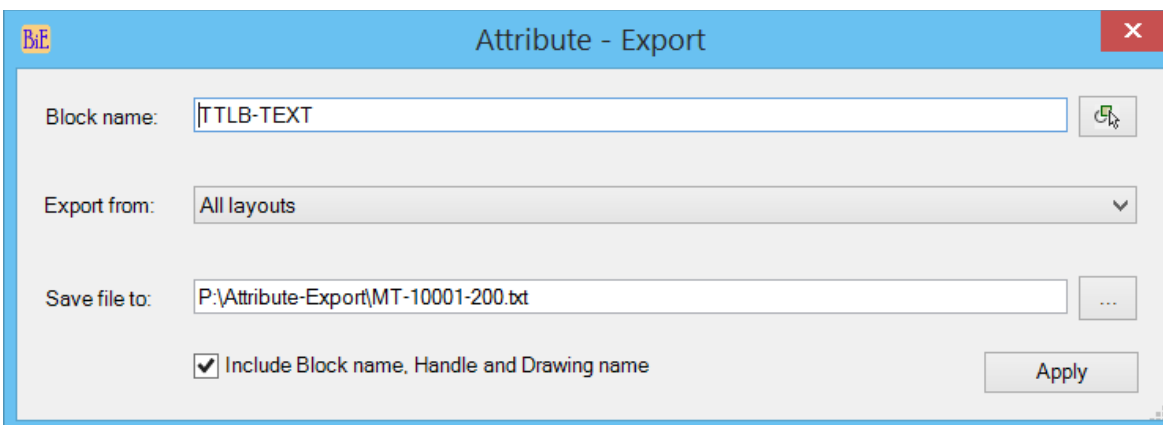 BiE
Attribute - Export
Block name:
TTLB-TEXT
Export from:
All layouts
Save file to:
P:\Attribute-Export\MT-10001-200.txt
...
Include Block name, Handle and Drawing name
Apply